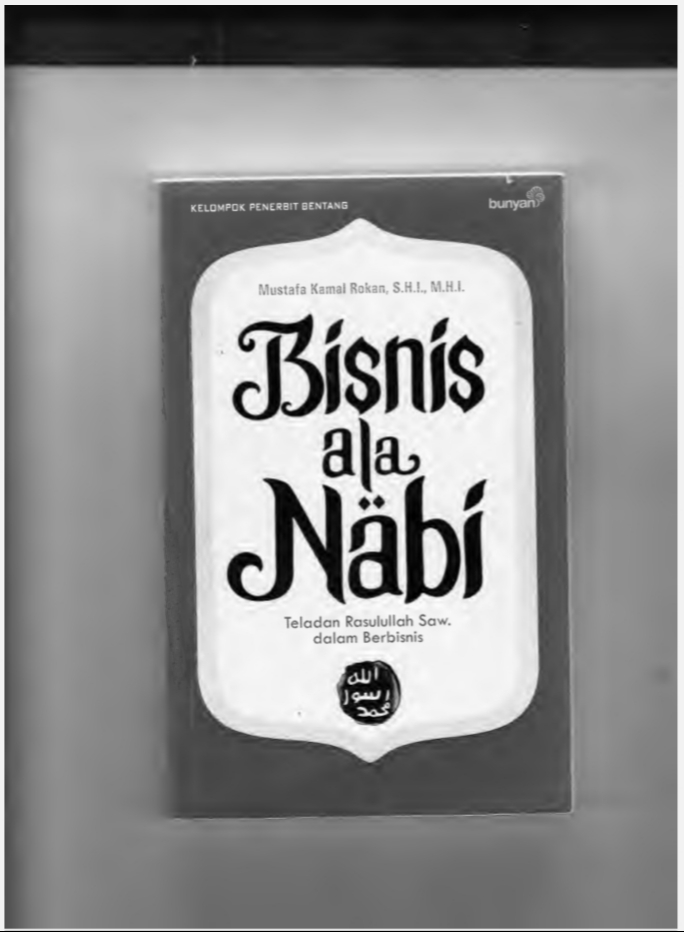 KELOMPOK PENERBIT BENTANG
bunyan
Mustafa Kamal Rokan, S.H.I., M.H.I.
Bisnis
ala
Näbi
Teladan Rasulullah Saw.
dalam Berbisnis
الله
رسول
محمد